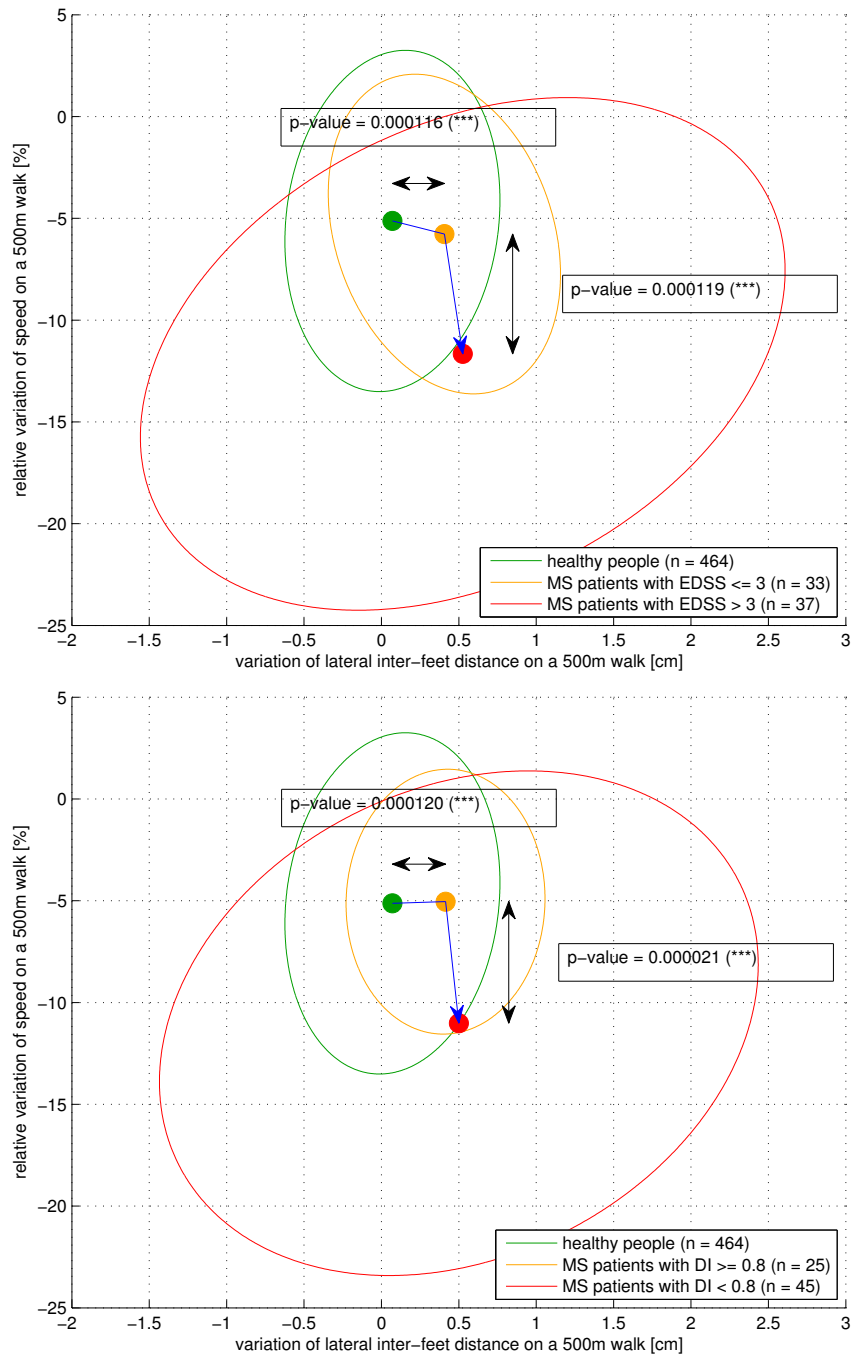 5
0
−5
−10
−15
−20
−25
relative variation of speed on a 500m walk [%]
p−value = 0.000116 (***)
p−value = 0.000119 (***)
healthy people (n = 464)
MS patients with EDSS <= 3 (n = 33)
MS patients with EDSS > 3 (n = 37)
−2 −1.5 −1 −0.5 0 0.5 1 1.5 2 2.5 3
variation of lateral inter−feet distance on a 500m walk [cm]
5
0
−5
−10
−15
−20
−25
relative variation of speed on a 500m walk [%]
p−value = 0.000120 (***)
p−value = 0.000021 (***)
healthy people (n = 464)
MS patients with DI >= 0.8 (n = 25)
MS patients with DI < 0.8 (n = 45)
−2 −1.5 −1 −0.5 0 0.5 1 1.5 2 2.5 3
variation of lateral inter−feet distance on a 500m walk [cm]